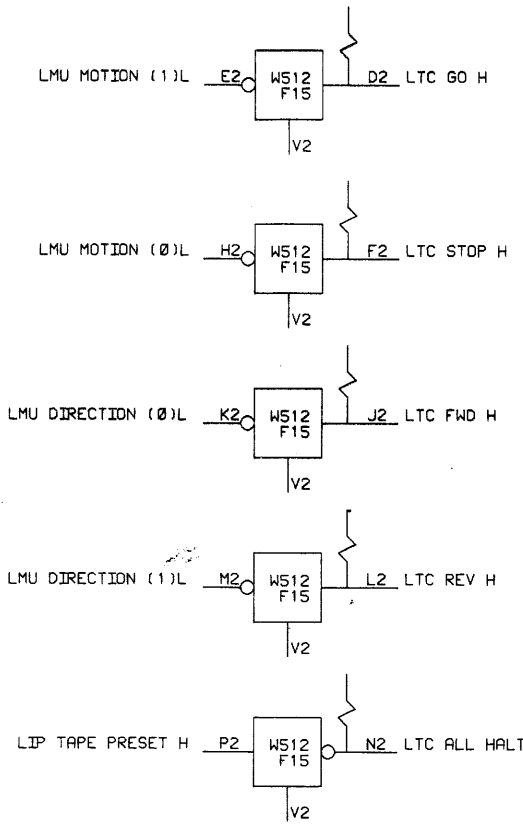 LMU MOTION (1)L E2 W512 F15 D2 LTC GO H
V2
LMU MOTION (0)L H2 W512 F15 F2 LTC STOP H
V2
LMU DIRECTION (0)L K2 W512 F15 J2 LTC FWD H
V2
LMU DIRECTION (1)L M2 W512 F15 L2 LTC REV H
V2
LIP TAPE PRESET H P2 W512 F15 N2 LTC ALL HALT
V2